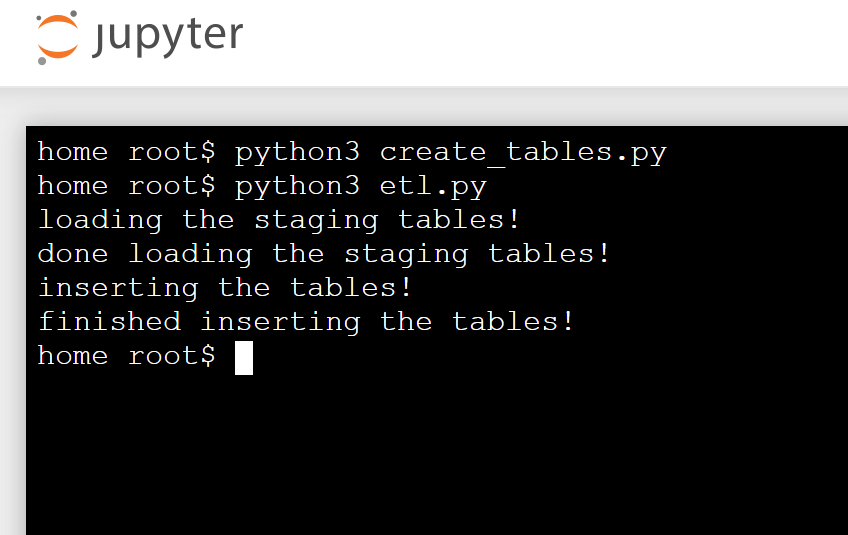 jupyter
home root$ python3 create_tables.py
home root$ python3 etl.py
loading the staging tables!
done loading the staging tables!
inserting the tables!
finished inserting the tables!
home root$